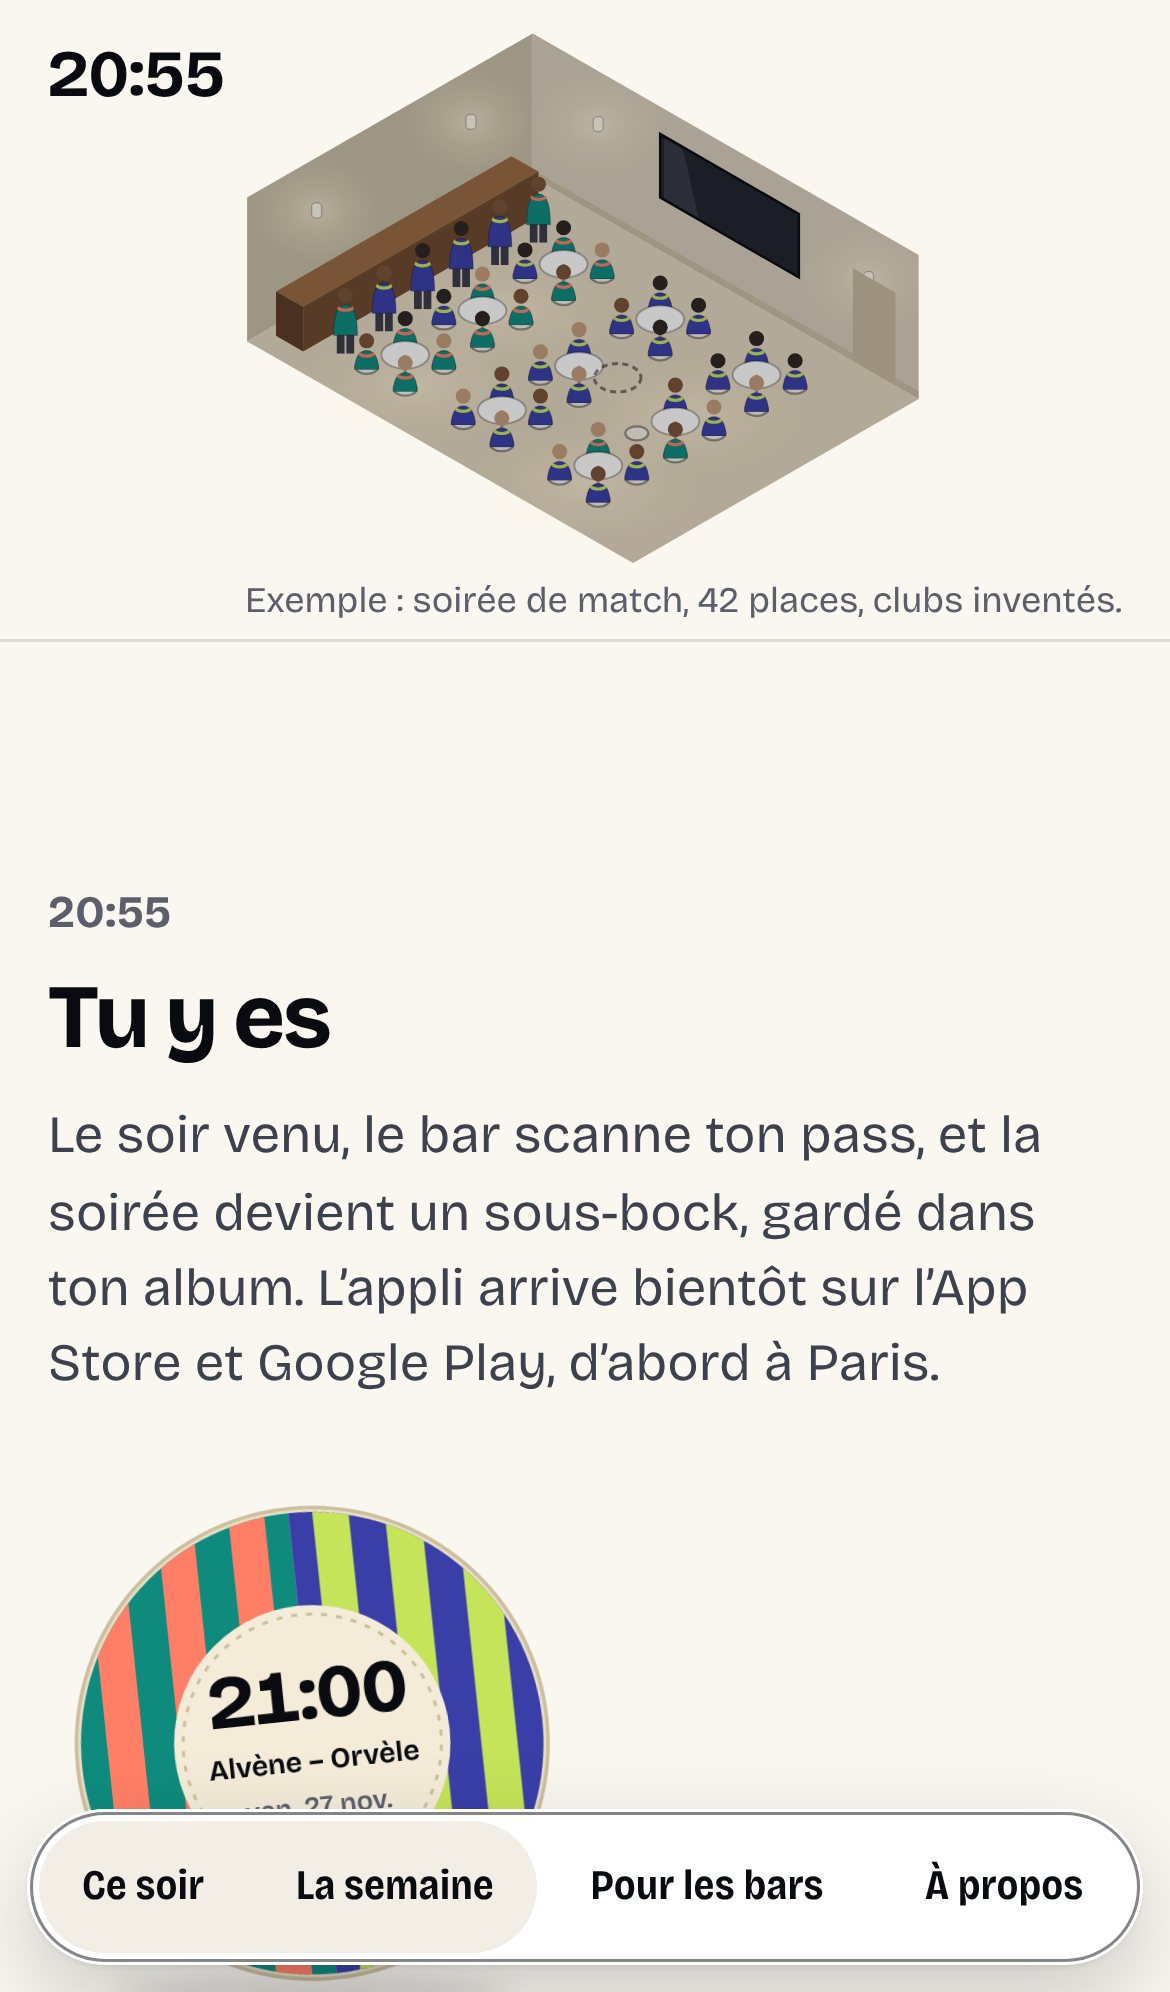 20:55
Exemple : soirée de match, 42 places, clubs inventés.
20:55
Tu y es
Le soir venu, le bar scanne ton pass, et la
soirée devient un sous-bock, gardé dans
ton album. L’appli arrive bientôt sur l’App
Store et Google Play, d’abord à Paris.
21:00
Alvène – Orvèle
27 nov.
Ce soir
La semaine
Pour les bars
À propos